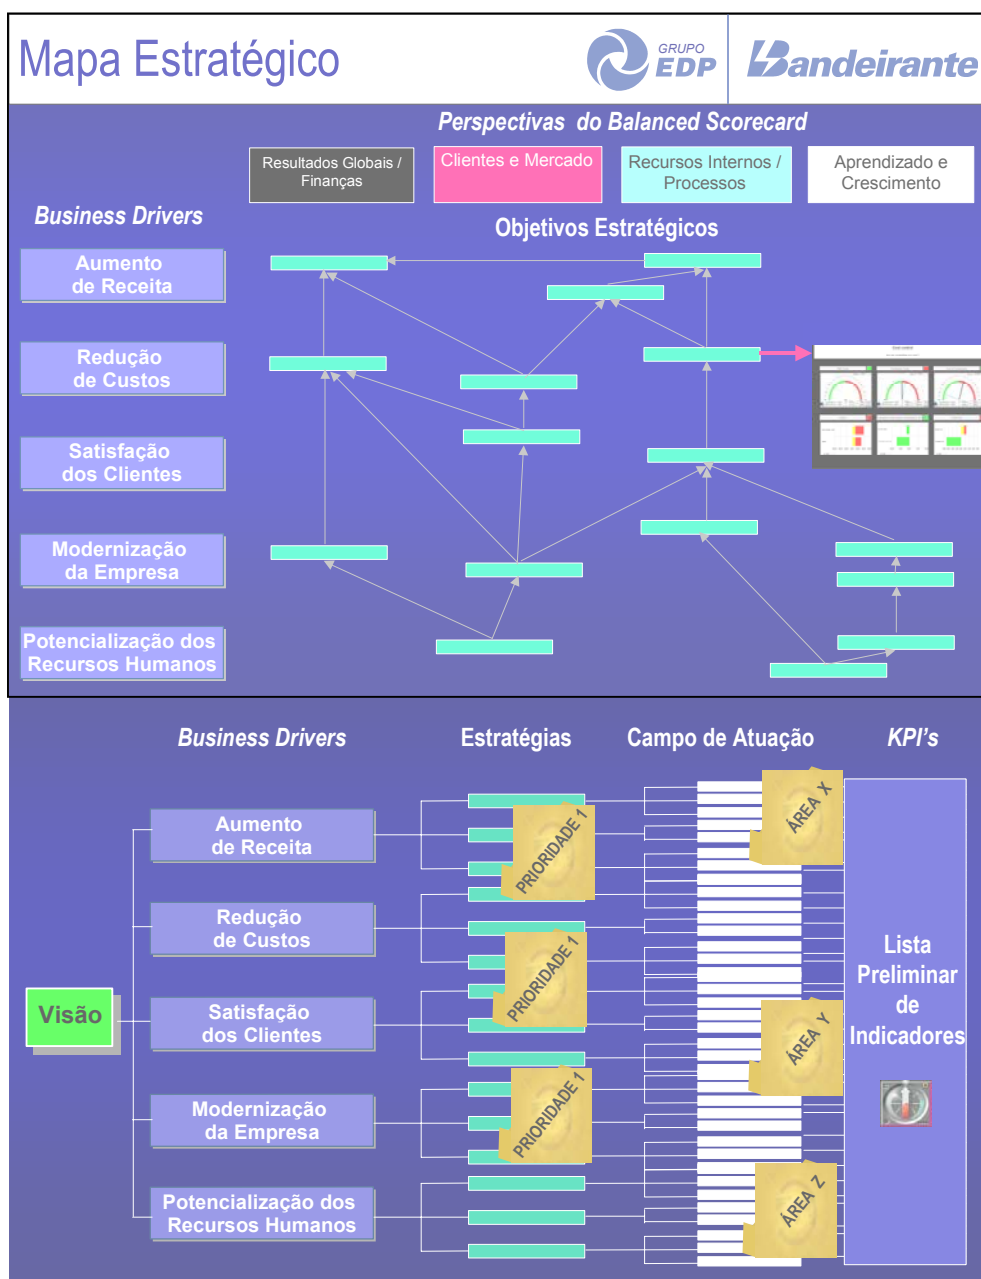 Mapa Estratégico
GRUPO
EDP
Bandeirante
Perspectivas do Balanced Scorecard
Resultados Globais /
Finanças
Clientes e Mercado
Recursos Internos /
Processos
Aprendizado e
Crescimento
Business Drivers
Objetivos Estratégicos
Aumento
de Receita
Redução
de Custos
Satisfação
dos Clientes
Modernização
da Empresa
Potencialização dos
Recursos Humanos
Business Drivers
Estratégias
Campo de Atuação
KPI's
Visão
Aumento
de Receita
Redução
de Custos
Satisfação
dos Clientes
Modernização
da Empresa
Potencialização dos
Recursos Humanos
PRIORIDADE 1
PRIORIDADE 1
PRIORIDADE 1
ÁREA X
ÁREA Y
ÁREA Z
Lista
Preliminar
de
Indicadores